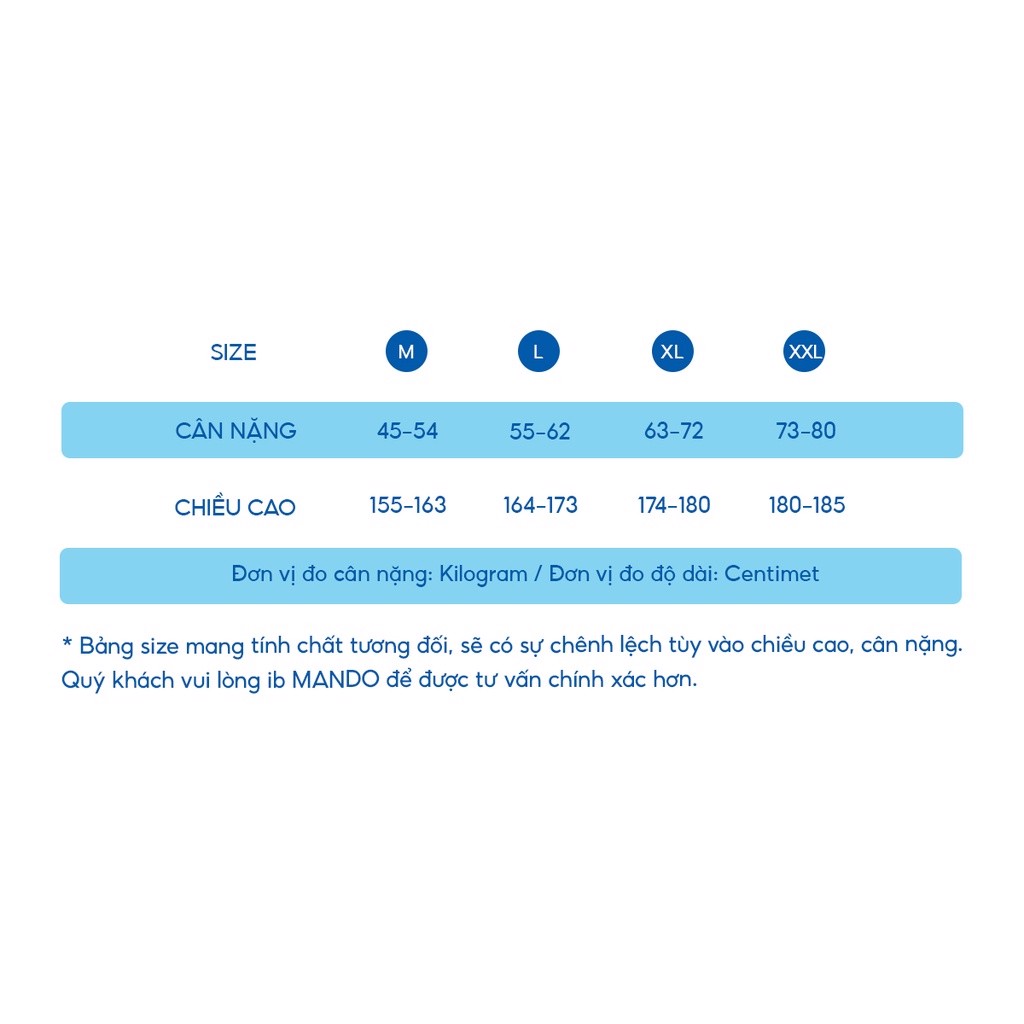 SIZE M L XL XXL
CÂN NẶNG 45-54 55-62 63-72 73-80
CHIỀU CAO 155-163 164-173 174-180 180-185
Đơn vị đo cân nặng: Kilogram / Đơn vị đo độ dài: Centimet
* Bảng size mang tính chất tương đối, sẽ có sự chênh lệch tùy vào chiều cao, cân nặng.
Quý khách vui lòng ib MANDO để được tư vấn chính xác hơn.